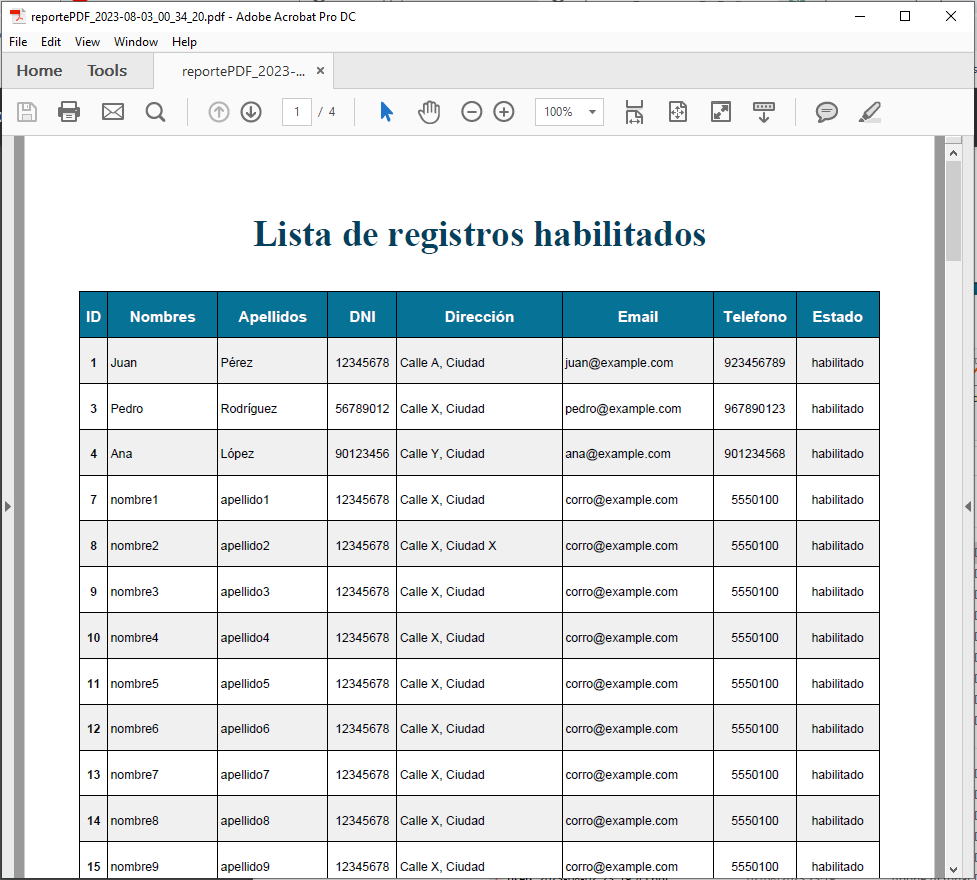 reportePDF_2023-08-03_00_34_20.pdf - Adobe Acrobat Pro DC
File Edit View Window Help
Home Tools reportePDF_2023-... ×
1 / 4 100%
Lista de registros habilitados
ID Nombres Apellidos DNI Dirección Email Telefono Estado
1 Juan Pérez 12345678 Calle A, Ciudad juan@example.com 923456789 habilitado
3 Pedro Rodríguez 56789012 Calle X, Ciudad pedro@example.com 967890123 habilitado
4 Ana López 90123456 Calle Y, Ciudad ana@example.com 901234568 habilitado
7 nombre1 apellido1 12345678 Calle X, Ciudad corro@example.com 5550100 habilitado
8 nombre2 apellido2 12345678 Calle X, Ciudad X corro@example.com 5550100 habilitado
9 nombre3 apellido3 12345678 Calle X, Ciudad corro@example.com 5550100 habilitado
10 nombre4 apellido4 12345678 Calle X, Ciudad corro@example.com 5550100 habilitado
11 nombre5 apellido5 12345678 Calle X, Ciudad corro@example.com 5550100 habilitado
12 nombre6 apellido6 12345678 Calle X, Ciudad corro@example.com 5550100 habilitado
13 nombre7 apellido7 12345678 Calle X, Ciudad corro@example.com 5550100 habilitado
14 nombre8 apellido8 12345678 Calle X, Ciudad corro@example.com 5550100 habilitado
15 nombre9 apellido9 12345678 Calle X, Ciudad corro@example.com 5550100 habilitado